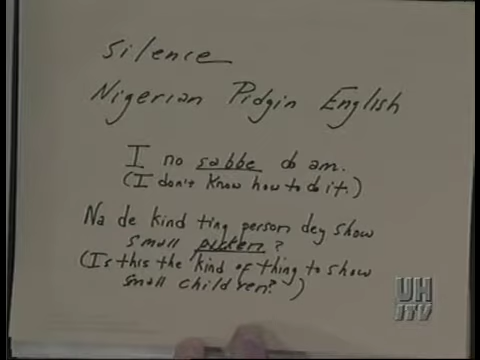 Silence
Nigerian Pidgin English
I no sabbe do am.
(I don't know how to do it.)
Na de kind ting person dey show
small picken?
(Is this the kind of thing to show
small children?)
UH
ITV